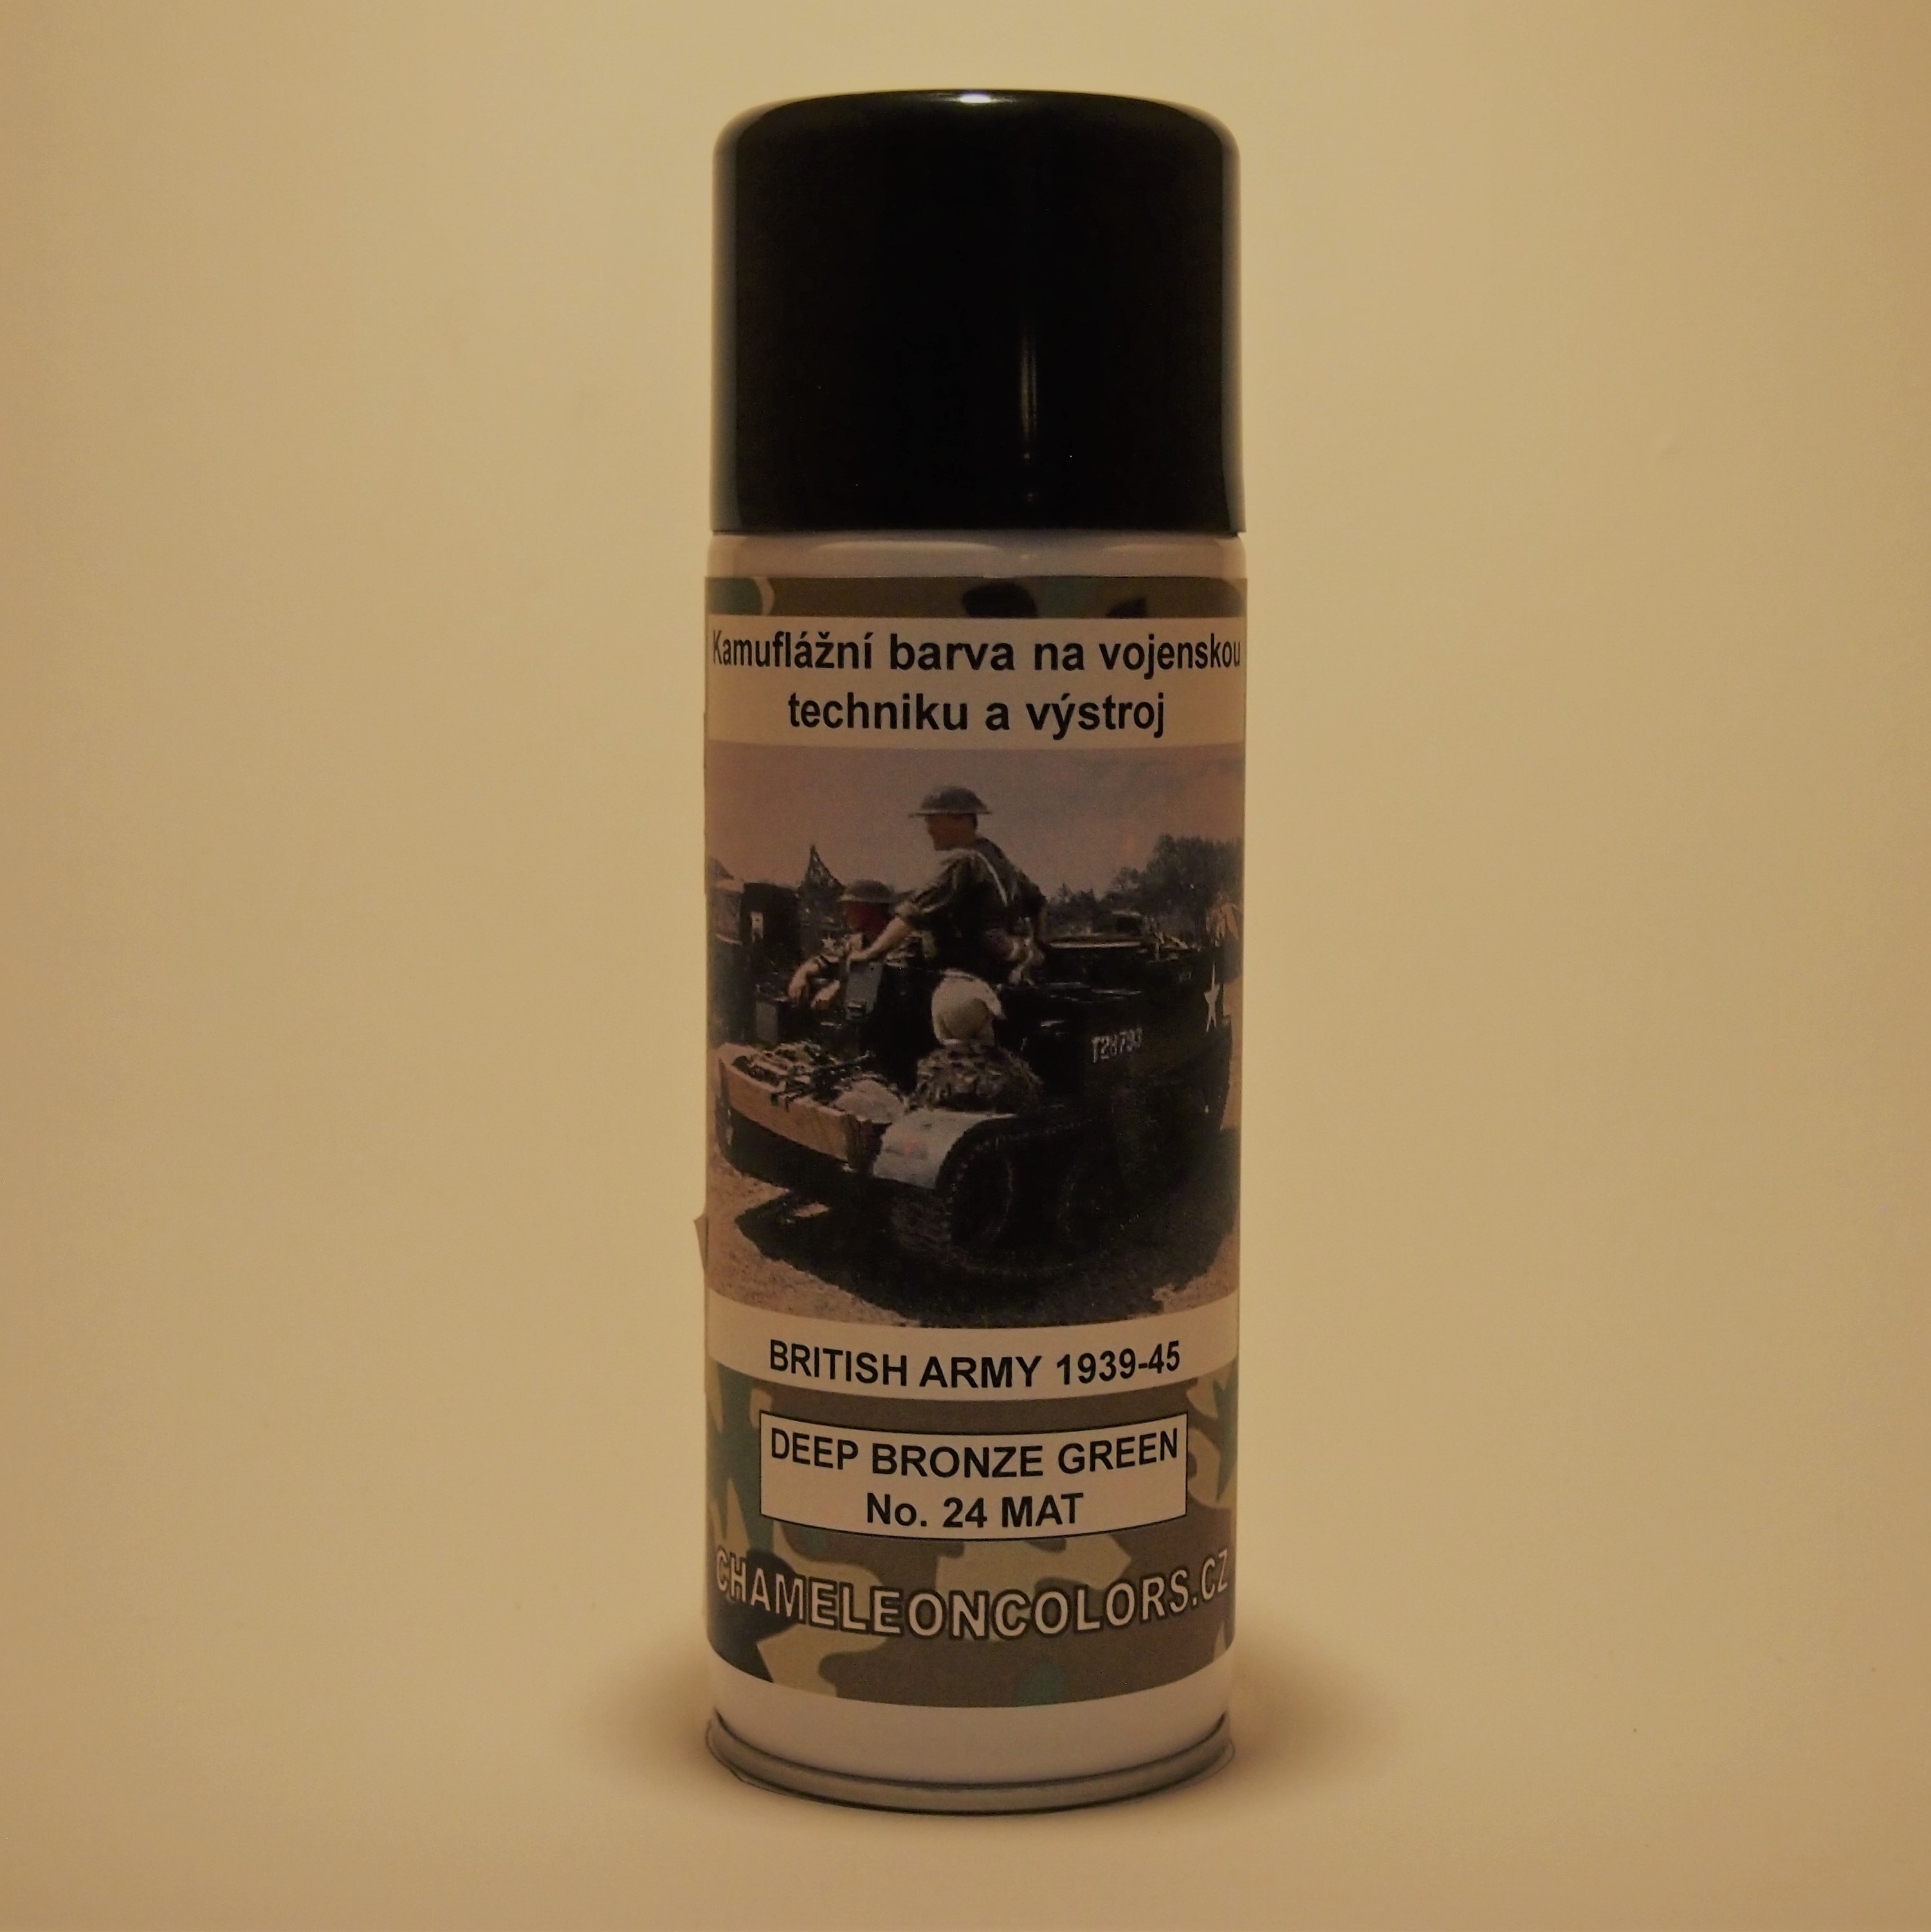 Kamuflážní barva na vojenskou
techniku a výstroj
BRITISH ARMY 1939-45
DEEP BRONZE GREEN
No. 24 MAT
CHAMELEONCOLORS.CZ